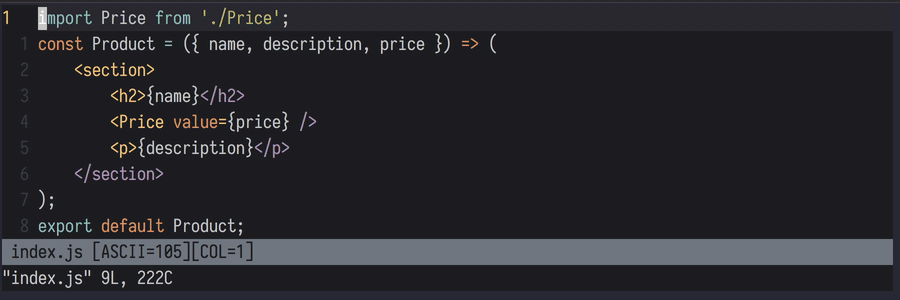 1   import Price from './Price';
  1 const Product = ({ name, description, price }) => (
  2     <section>
  3         <h2>{name}</h2>
  4         <Price value={price} />
  5         <p>{description}</p>
  6     </section>
  7 );
  8 export default Product;
index.js [ASCII=105][COL=1]
"index.js" 9L, 222C